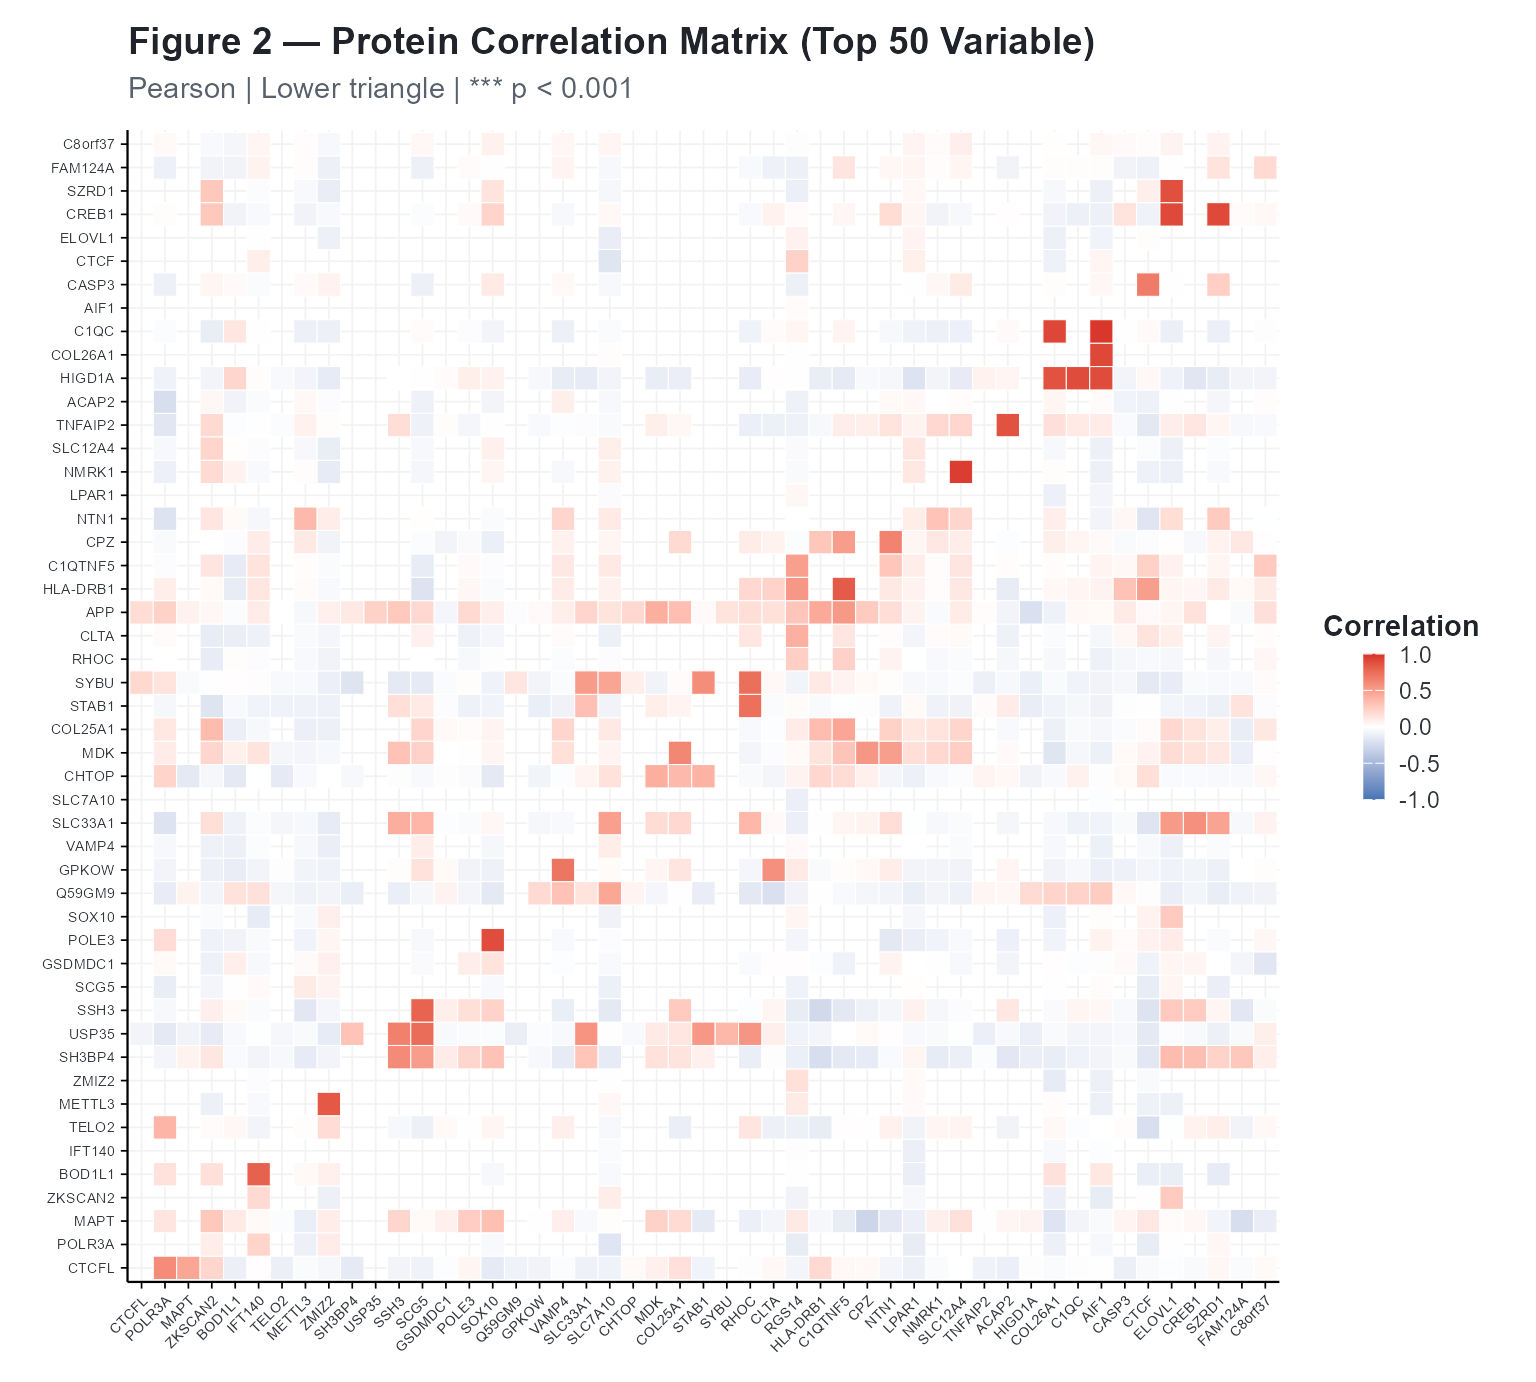 Figure 2 — Protein Correlation Matrix (Top 50 Variable)
Pearson | Lower triangle | *** p < 0.001
C8orf37
FAM124A
SZRD1
CREB1
ELOVL1
CTCF
CASP3
AIF1
C1QC
COL26A1
HIGD1A
ACAP2
TNFAIP2
SLC12A4
NMRK1
LPAR1
NTN1
CPZ
C1QTNF5
HLA-DRB1
APP
CLTA
RHOC
SYBU
STAB1
COL25A1
MDK
CHTOP
SLC7A10
SLC33A1
VAMP4
GPKOW
Q59GM9
SOX10
POLE3
GSDMDC1
SCG5
SSH3
USP35
SH3BP4
ZMIZ2
METTL3
TELO2
IFT140
BOD1L1
ZKSCAN2
MAPT
POLR3A
CTCFL
CTCFL
POLR3A
MAPT
ZKSCAN2
BOD1L1
IFT140
TELO2
METTL3
ZMIZ2
SH3BP4
USP35
SSH3
SCG5
GSDMDC1
POLE3
SOX10
Q59GM9
GPKOW
VAMP4
SLC33A1
SLC7A10
CHTOP
MDK
COL25A1
STAB1
SYBU
RHOC
CLTA
RGS14
HLA-DRB1
C1QTNF5
CPZ
NTN1
LPAR1
NMRK1
SLC12A4
TNFAIP2
ACAP2
HIGD1A
COL26A1
C1QC
AIF1
CASP3
CTCF
ELOVL1
CREB1
SZRD1
FAM124A
C8orf37
Correlation
1.0
0.5
0.0
-0.5
-1.0